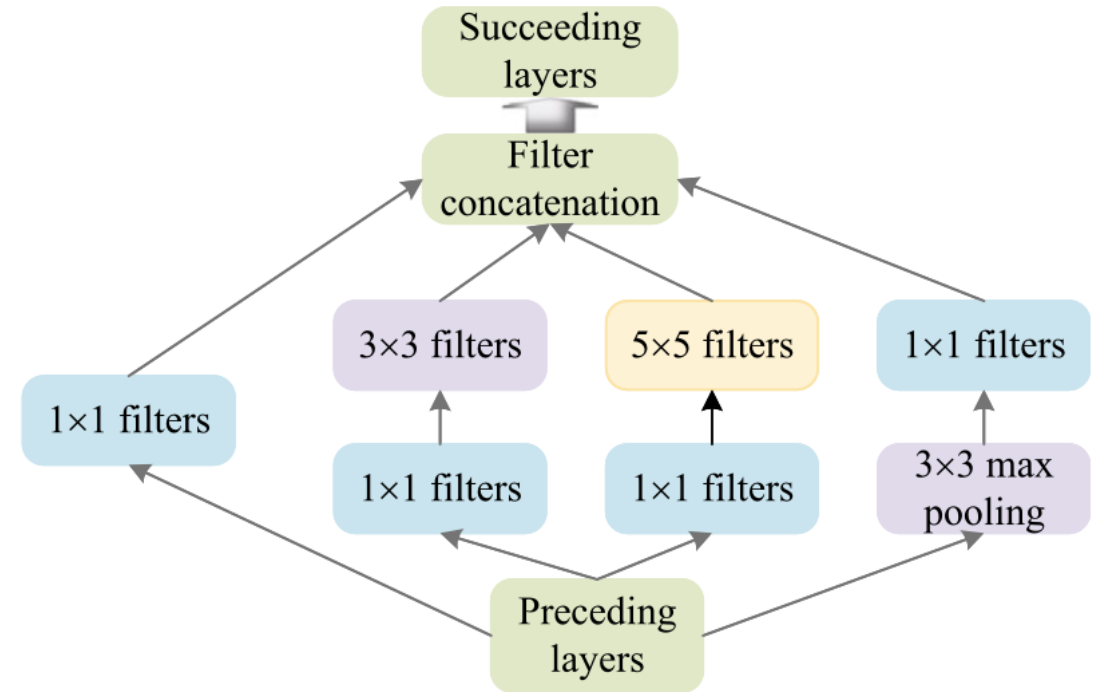 Succeeding
layers
Filter
concatenation
3×3 filters
5×5 filters
1×1 filters
1×1 filters
1×1 filters
1×1 filters
3×3 max
pooling
Preceding
layers